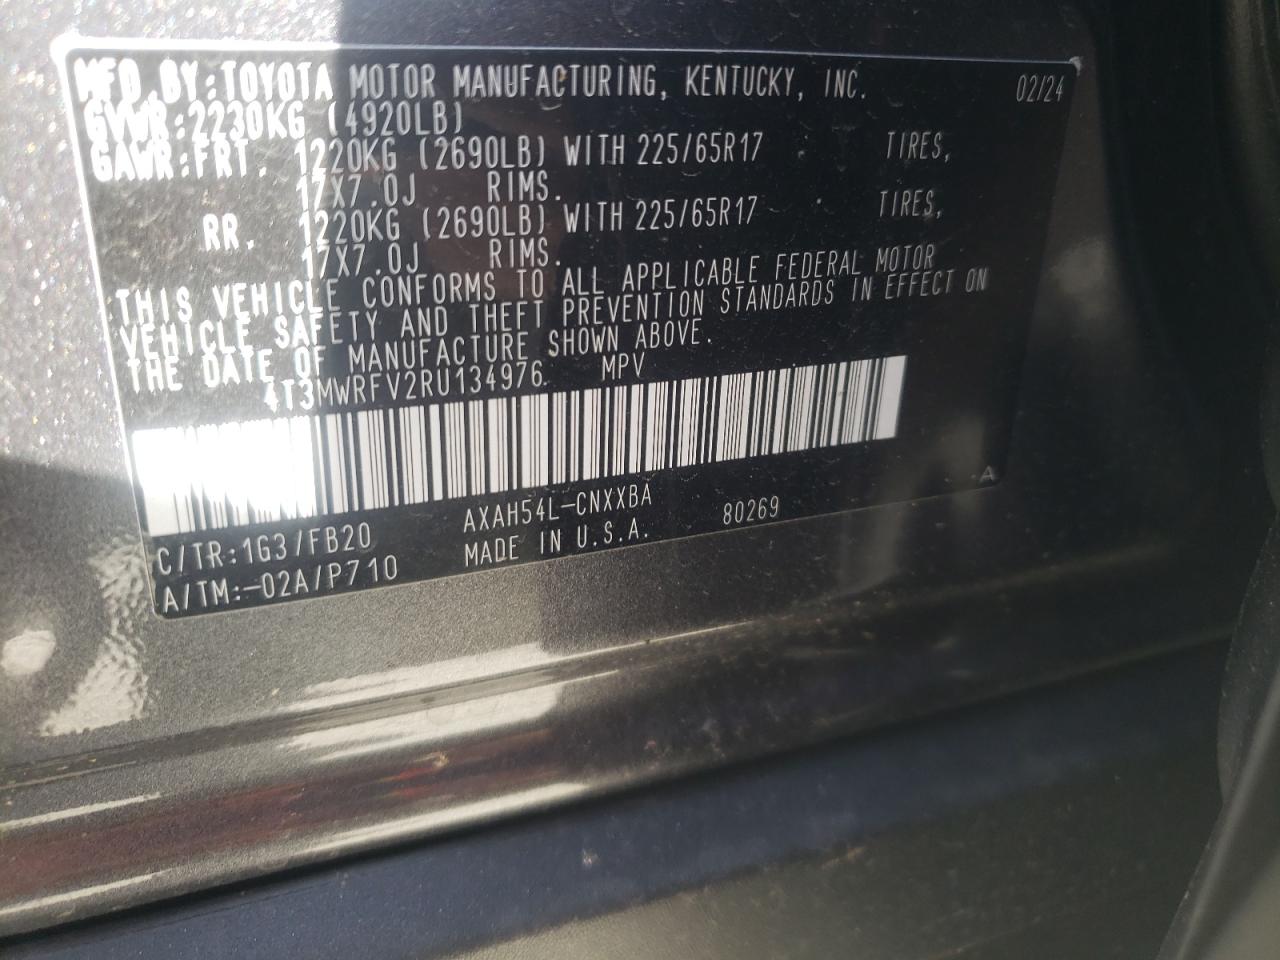 MFD. BY: TOYOTA MOTOR MANUFACTURING, KENTUCKY, INC. 02/24
GVWR: 2230KG (4920LB)
GAWR: FRT. 1220KG (2690LB) WITH 225/65R17 TIRES,
17X7.0J RIMS.
RR. 1220KG (2690LB) WITH 225/65R17 TIRES,
17X7.0J RIMS.
THIS VEHICLE CONFORMS TO ALL APPLICABLE FEDERAL MOTOR
VEHICLE SAFETY AND THEFT PREVENTION STANDARDS IN EFFECT ON
THE DATE OF MANUFACTURE SHOWN ABOVE.
4T3MWRFV2RU134976 MPV
C/TR:1G3/FB20 AXAH54L-CNXXBA 80269
A/TM:-02A/P710 MADE IN U.S.A.
A